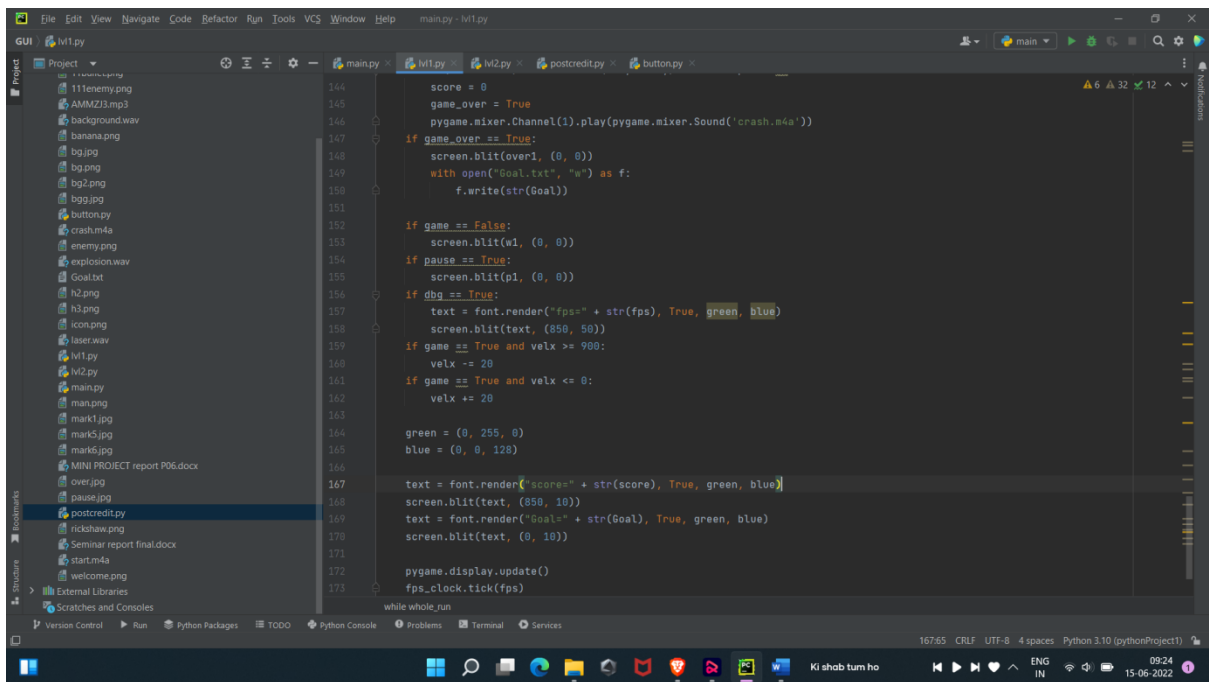 File Edit View Navigate Code Refactor Run Tools VCS Window Help main.py - lvl1.py
GUI lvl1.py main
Project main.py lvl1.py lvl2.py postcredit.py button.py
111enemy.png
AMMZJ3.mp3
background.wav
banana.png
bg.jpg
bg.png
bg2.png
bgg.jpg
button.py
crash.m4a
enemy.png
explosion.wav
Goal.txt
h2.png
h3.png
icon.png
laser.wav
lvl1.py
lvl2.py
main.py
man.png
mark1.jpg
mark5.jpg
mark6.jpg
MINI PROJECT report P06.docx
over.jpg
pause.jpg
postcredit.py
rickshaw.png
Seminar report final.docx
start.m4a
welcome.png
External Libraries
Scratches and Consoles
144 score = 0
145 game_over = True
146 pygame.mixer.Channel(1).play(pygame.mixer.Sound('crash.m4a'))
147 if game_over == True:
148 screen.blit(over1, (0, 0))
149 with open("Goal.txt", "w") as f:
150 f.write(str(Goal))
151
152 if game == False:
153 screen.blit(w1, (0, 0))
154 if pause == True:
155 screen.blit(p1, (0, 0))
156 if dbg == True:
157 text = font.render("fps=" + str(fps), True, green, blue)
158 screen.blit(text, (850, 50))
159 if game == True and velx >= 900:
160 velx -= 20
161 if game == True and velx <= 0:
162 velx += 20
163
164 green = (0, 255, 0)
165 blue = (0, 0, 128)
166
167 text = font.render("score=" + str(score), True, green, blue)
168 screen.blit(text, (850, 10))
169 text = font.render("Goal=" + str(Goal), True, green, blue)
170 screen.blit(text, (0, 10))
171
172 pygame.display.update()
173 fps_clock.tick(fps)
while whole_run
6 32 12
Project
Bookmarks
Structure
Notifications
Version Control Run Python Packages TODO Python Console Problems Terminal Services
167:65 CRLF UTF-8 4 spaces Python 3.10 (pythonProject1)
Ki shab tum ho ENG IN 09:24 15-06-2022 1